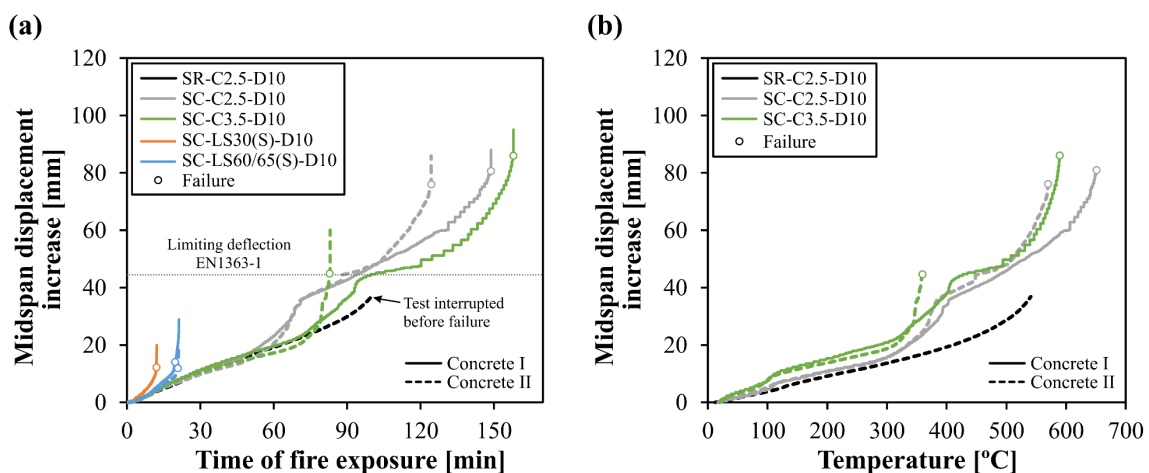 (a)
Midspan displacement
increase [mm]
120
100
80
60
40
20
0
SR-C2.5-D10
SC-C2.5-D10
SC-C3.5-D10
SC-LS30(S)-D10
SC-LS60/65(S)-D10
Failure
Limiting deflection
EN1363-1
Test interrupted
before failure
Concrete I
Concrete II
0 30 60 90 120 150
Time of fire exposure [min]
(b)
Midspan displacement
increase [mm]
120
100
80
60
40
20
0
SR-C2.5-D10
SC-C2.5-D10
SC-C3.5-D10
Failure
Concrete I
Concrete II
0 100 200 300 400 500 600 700
Temperature [ºC]